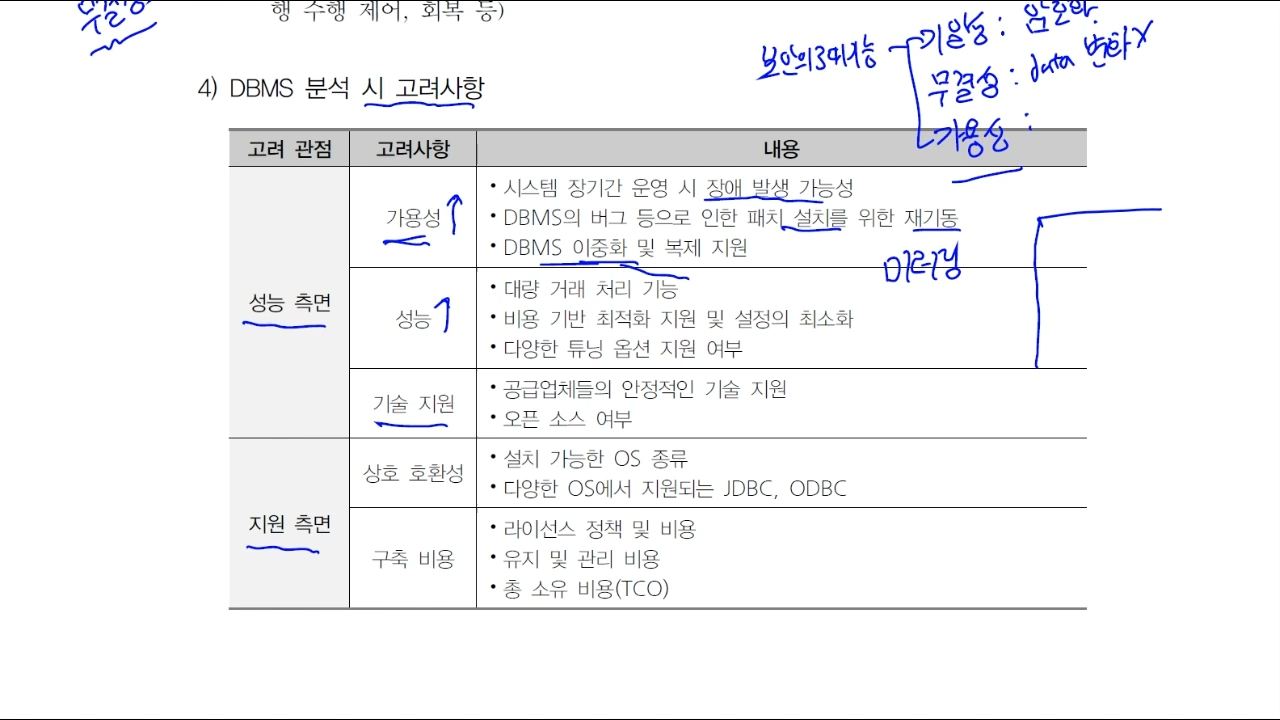 행 수행 제어, 회복 등)
보안의 3대 기능
기밀성 : 암호화.
무결성 : data 변화 X
가용성 :
4) DBMS 분석 시 고려사항
고려 관점 고려사항 내용
성능 측면
가용성 ↑
• 시스템 장기간 운영 시 장애 발생 가능성
• DBMS의 버그 등으로 인한 패치 설치를 위한 재기동
• DBMS 이중화 및 복제 지원
미러링
성능 ↑
• 대량 거래 처리 기능
• 비용 기반 최적화 지원 및 설정의 최소화
• 다양한 튜닝 옵션 지원 여부
기술 지원
• 공급업체들의 안정적인 기술 지원
• 오픈 소스 여부
지원 측면
상호 호환성
• 설치 가능한 OS 종류
• 다양한 OS에서 지원되는 JDBC, ODBC
구축 비용
• 라이선스 정책 및 비용
• 유지 및 관리 비용
• 총 소유 비용(TCO)